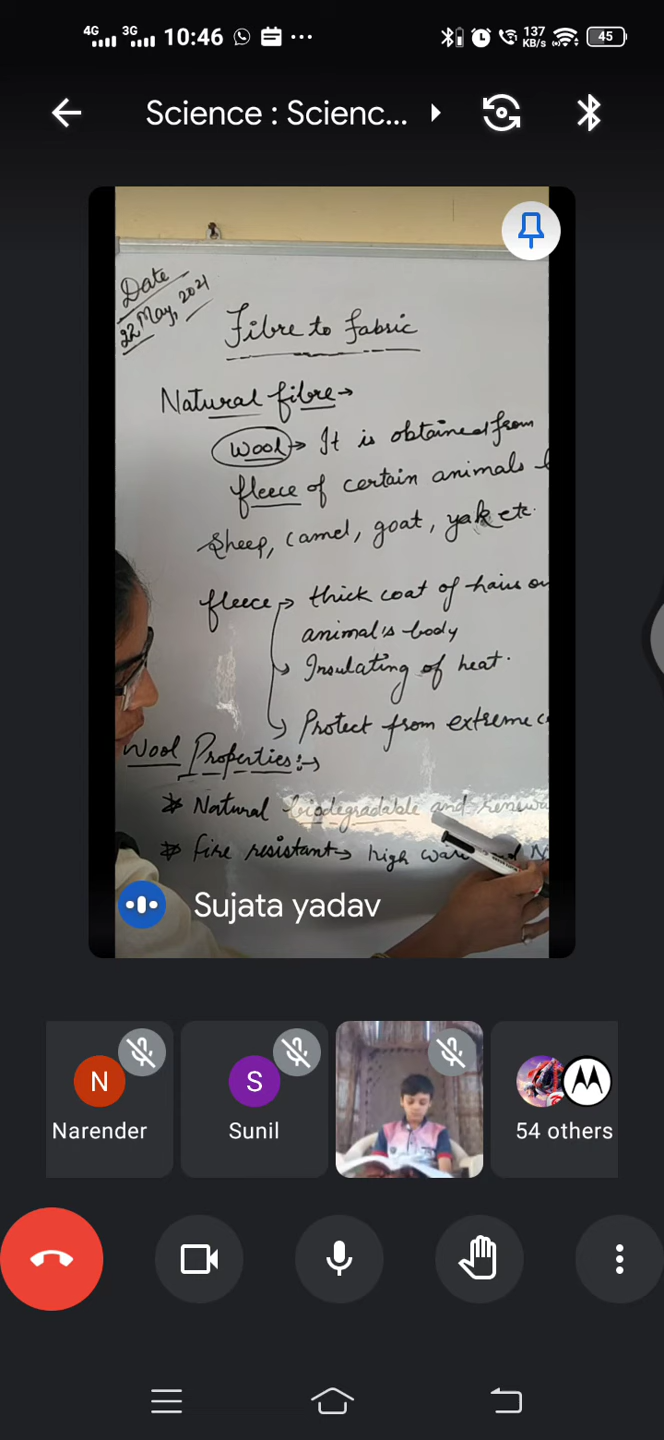 4G 3G 10:46 ... 137 KB/s 45
Science : Scienc...
Date
22 May, 2021
Fibre to Fabric
Natural fibre→
Wool → It is obtained from
fleece of certain animals
sheep, camel, goat, yak etc.
fleece → thick coat of hairs on
animal's body
→ Insulating of heat.
→ Protect from extreme
Wool Properties:→
* Natural biodegradable and
* Fire resistant→ high
Sujata yadav
N
Narender
S
Sunil
54 others